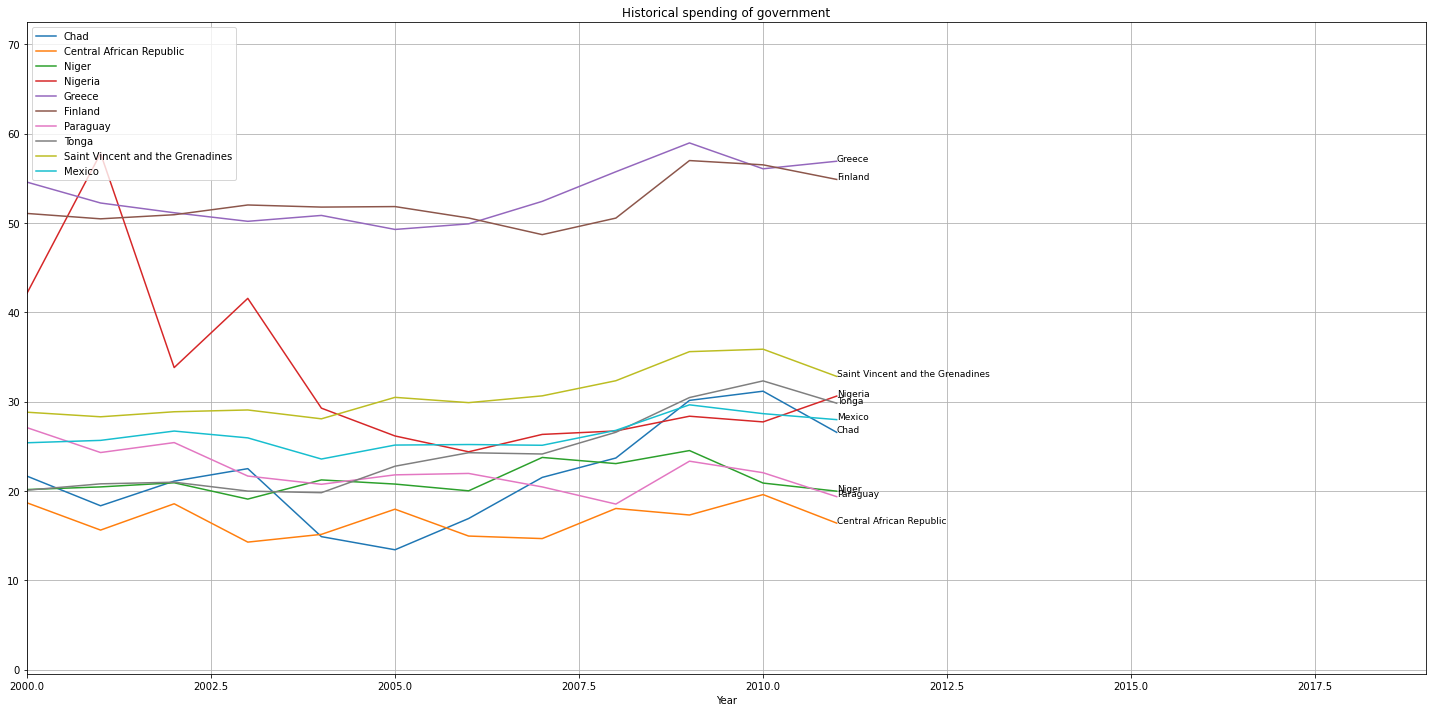 Historical spending of government
Chad
Central African Republic
Niger
Nigeria
Greece
Finland
Paraguay
Tonga
Saint Vincent and the Grenadines
Mexico
70
60
50
40
30
20
10
0
Greece
Finland
Saint Vincent and the Grenadines
Nigeria
Tonga
Mexico
Chad
Niger
Paraguay
Central African Republic
2000.0 2002.5 2005.0 2007.5 2010.0 2012.5 2015.0 2017.5
Year